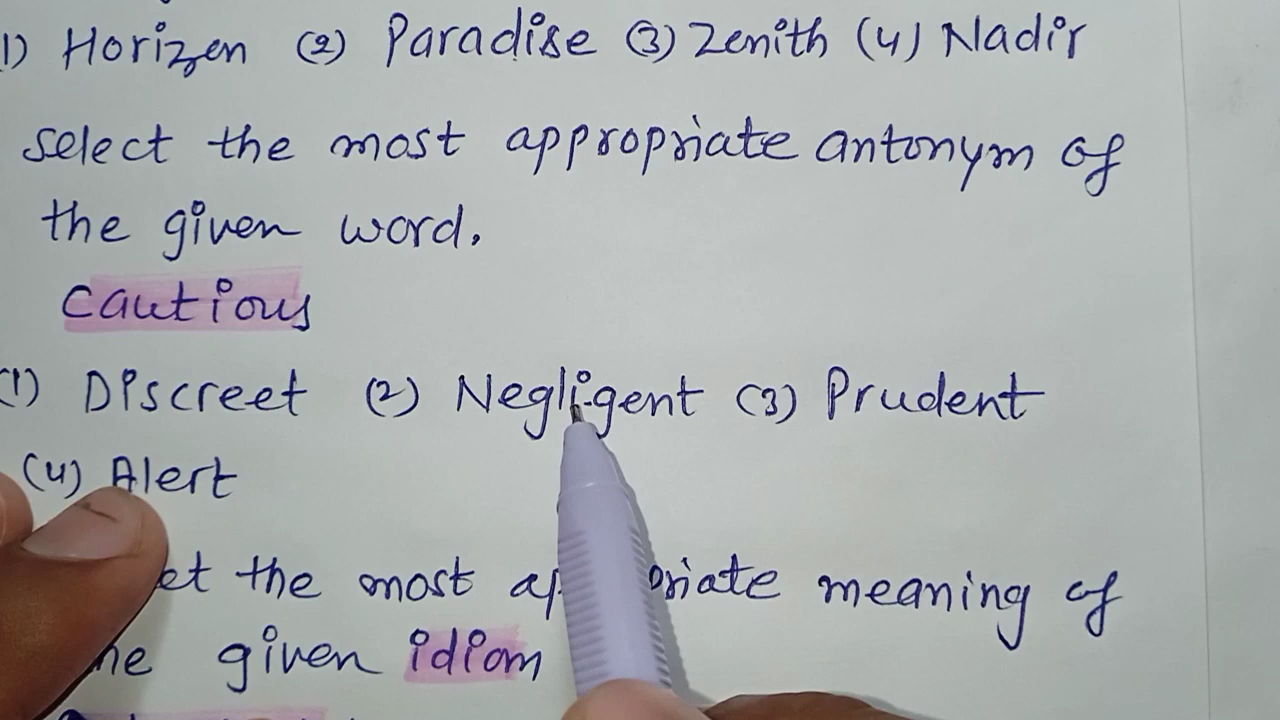 1) Horizen (2) Paradise (3) Zenith (4) Nadir
select the most appropriate antonym of
the given word.
cautious
(1) Discreet (2) Negligent (3) Prudent
(4) Alert
the most meaning of
given idiom